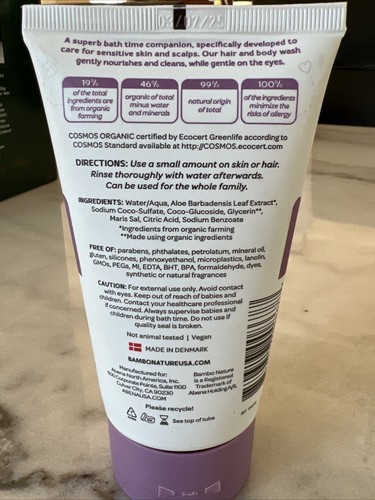 03/07/25
A superb bath time companion, specifically developed to
care for sensitive skin and scalps. Our hair and body wash
gently nourishes and cleans, while gentle on the eyes.
19% 46% 99% 100%
of the total ingredients are from organic farming
organic of total minus water and minerals
natural origin of total
of the ingredients minimize the risks of allergy
COSMOS ORGANIC certified by Ecocert Greenlife according to
COSMOS Standard available at http://COSMOS.ecocert.com
DIRECTIONS: Use a small amount on skin or hair.
Rinse thoroughly with water afterwards.
Can be used for the whole family.
INGREDIENTS: Water/Aqua, Aloe Barbadensis Leaf Extract*,
Sodium Coco-Sulfate, Coco-Glucoside, Glycerin**,
Maris Sal, Citric Acid, Sodium Benzoate
*Ingredients from organic farming
**Made using organic ingredients
FREE OF: parabens, phthalates, petrolatum, mineral oil,
gluten, silicones, phenoxyethanol, microplastics, lanolin,
GMOs, PEGs, MI, EDTA, BHT, BPA, formaldehyde, dyes,
synthetic or natural fragrances
CAUTION: For external use only. Avoid contact
with eyes. Keep out of reach of babies and
children. Contact your healthcare professional
if concerned. Always supervise babies and
children during bath time. Do not use if
quality seal is broken.
Not animal tested | Vegan
MADE IN DENMARK
BAMBONATUREUSA.COM
Manufactured for:
Abena North America, Inc.
600 Corporate Pointe, Suite 1100
Culver City, CA 90230
ABENAUSA.COM
Bambo Nature
is a Registered
Trademark of
Abena Holding A/S.
Please recycle!
See top of tube